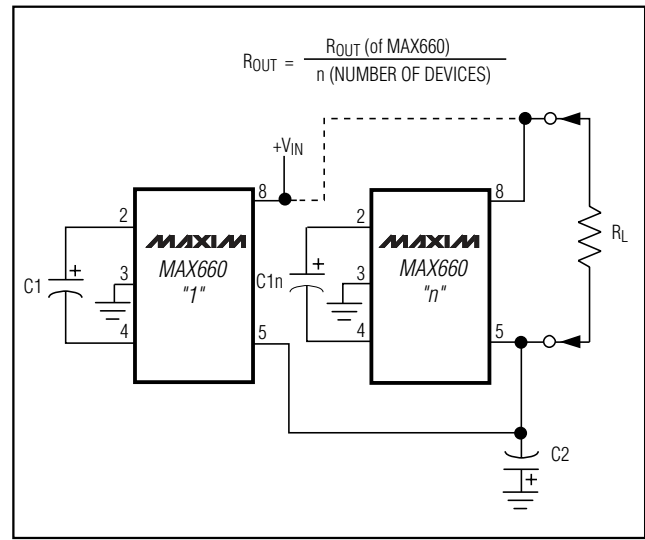 ROUT = ROUT (of MAX660)
n (NUMBER OF DEVICES)
+VIN
8
8
2
2
MAXIM
MAXIM
RL
MAX660
MAX660
C1
+
3
C1n
+
3
"1"
"n"
4
5
4
5
C2
+